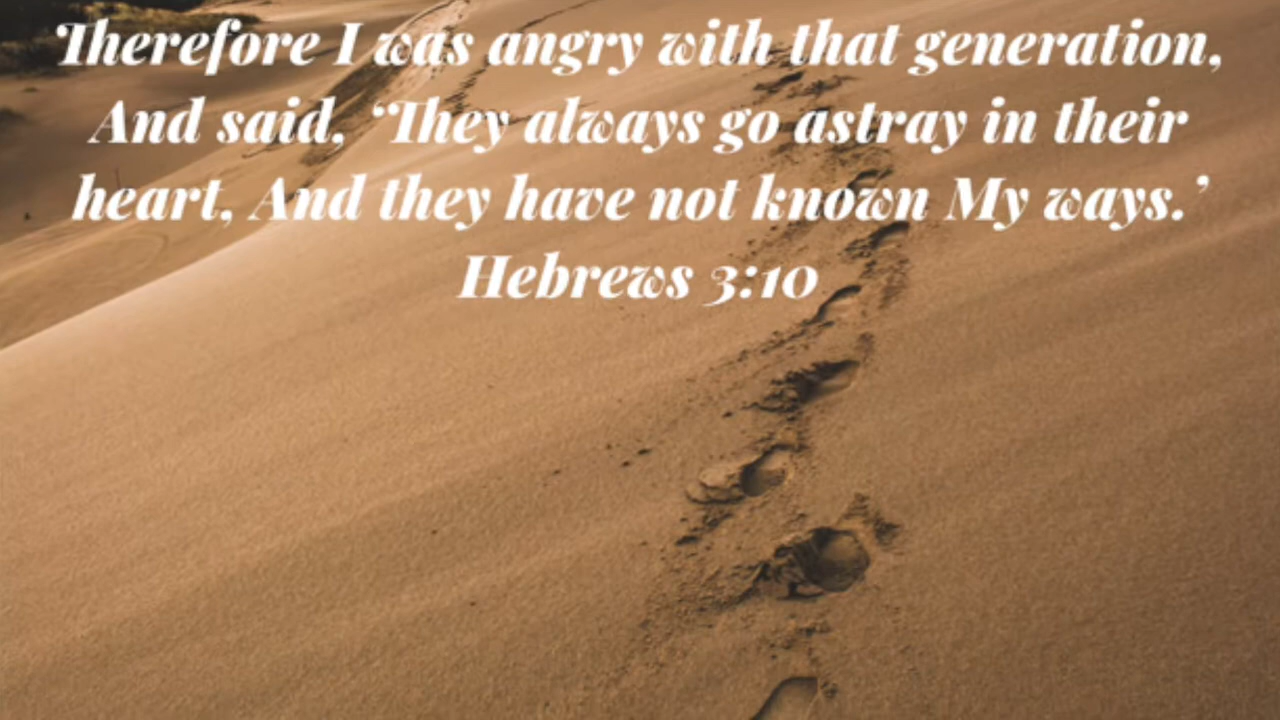 Therefore I was angry with that generation,
And said, ‘They always go astray in their
heart, And they have not known My ways.’
Hebrews 3:10